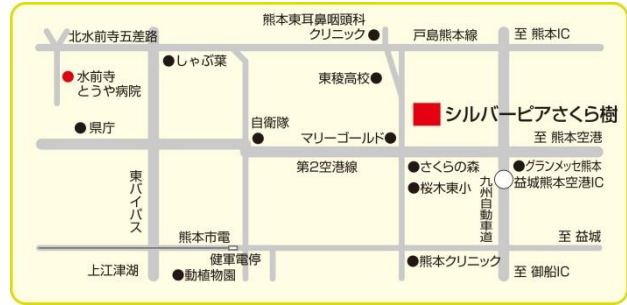 北水前寺五差路
熊本東耳鼻咽頭科
クリニック
戸島熊本線
至 熊本IC
しゃぶ葉
水前寺
とうや病院
東稜高校
シルバーピアさくら樹
県庁
自衛隊
マリーゴールド
至 熊本空港
第2空港線
さくらの森
グランメッセ熊本
桜木東小
益城熊本空港IC
東バイパス
九州自動車道
熊本市電
至 益城
健軍電停
上江津湖
動植物園
熊本クリニック
至 御船IC